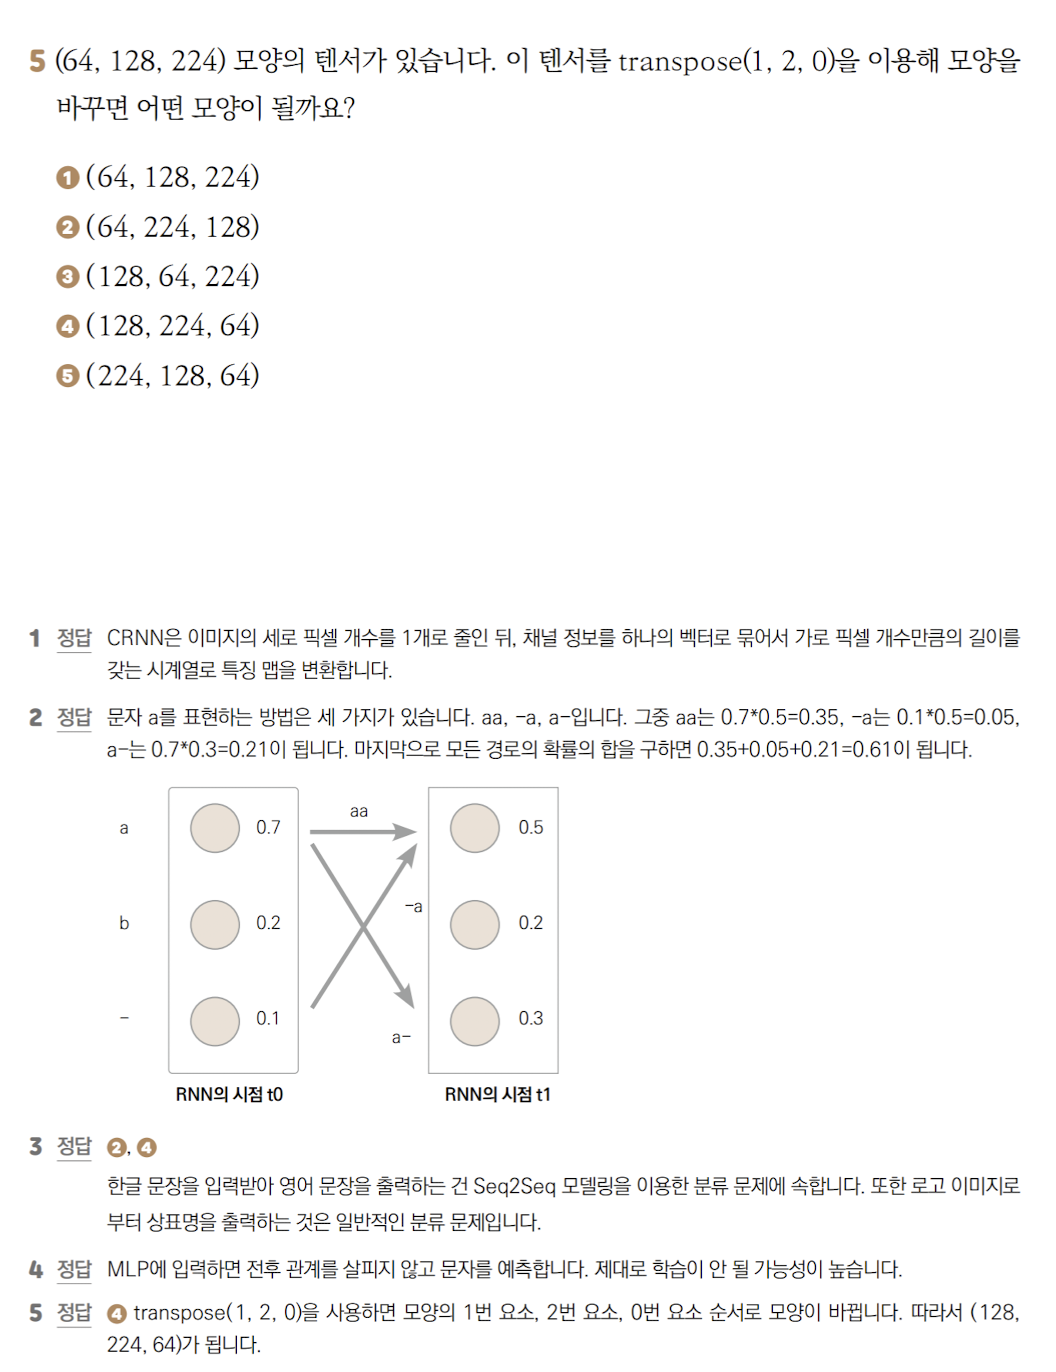 5 (64, 128, 224) 모양의 텐서가 있습니다. 이 텐서를 transpose(1, 2, 0)을 이용해 모양을
바꾸면 어떤 모양이 될까요?
❶ (64, 128, 224)
❷ (64, 224, 128)
❸ (128, 64, 224)
❹ (128, 224, 64)
❺ (224, 128, 64)
1 정답 CRNN은 이미지의 세로 픽셀 개수를 1개로 줄인 뒤, 채널 정보를 하나의 벡터로 묶어서 가로 픽셀 개수만큼의 길이를
갖는 시계열로 특징 맵을 변환합니다.
2 정답 문자 a를 표현하는 방법은 세 가지가 있습니다. aa, -a, a-입니다. 그중 aa는 0.7*0.5=0.35, -a는 0.1*0.5=0.05,
a-는 0.7*0.3=0.21이 됩니다. 마지막으로 모든 경로의 확률의 합을 구하면 0.35+0.05+0.21=0.61이 됩니다.
aa
a 0.7 0.5
-a
b 0.2 0.2
- 0.1 0.3
a-
RNN의 시점 t0 RNN의 시점 t1
3 정답 ❷, ❹
한글 문장을 입력받아 영어 문장을 출력하는 건 Seq2Seq 모델링을 이용한 분류 문제에 속합니다. 또한 로고 이미지로
부터 상표명을 출력하는 것은 일반적인 분류 문제입니다.
4 정답 MLP에 입력하면 전후 관계를 살피지 않고 문자를 예측합니다. 제대로 학습이 안 될 가능성이 높습니다.
5 정답 ❹ transpose(1, 2, 0)을 사용하면 모양의 1번 요소, 2번 요소, 0번 요소 순서로 모양이 바뀝니다. 따라서 (128,
224, 64)가 됩니다.